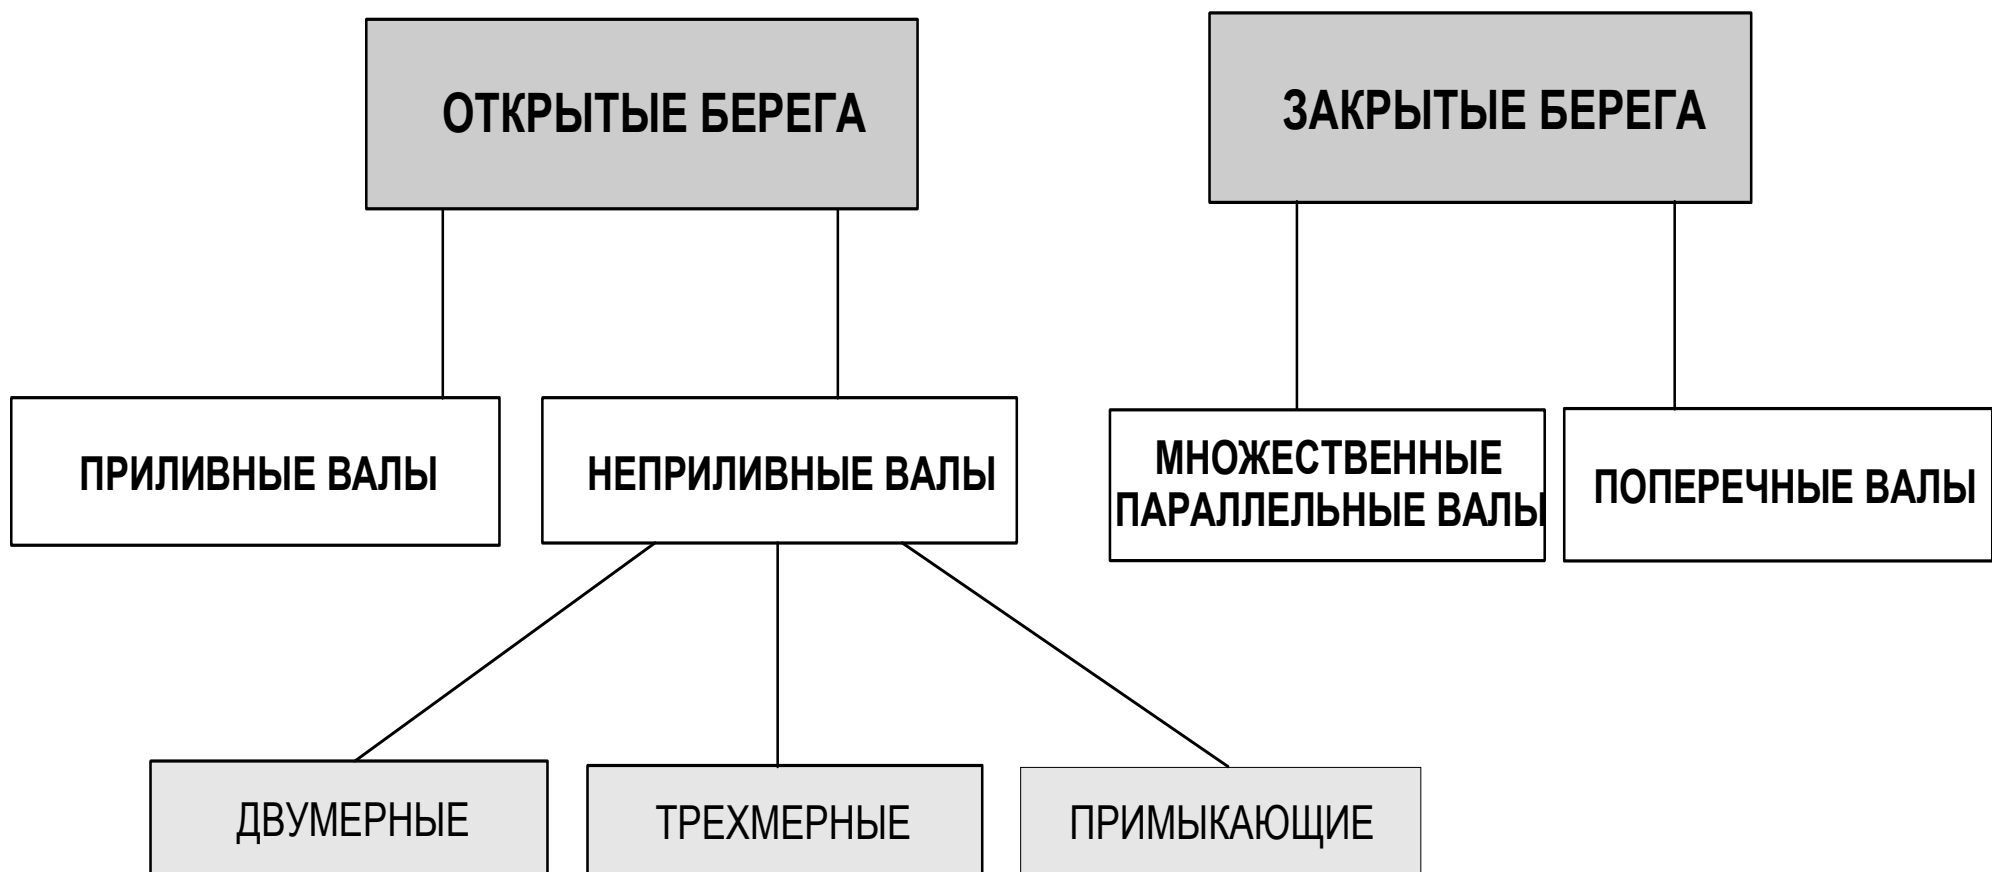 ОТКРЫТЫЕ БЕРЕГА
ЗАКРЫТЫЕ БЕРЕГА
ПРИЛИВНЫЕ ВАЛЫ
НЕПРИЛИВНЫЕ ВАЛЫ
МНОЖЕСТВЕННЫЕ
ПАРАЛЛЕЛЬНЫЕ ВАЛЫ
ПОПЕРЕЧНЫЕ ВАЛЫ
ДВУМЕРНЫЕ
ТРЕХМЕРНЫЕ
ПРИМЫКАЮЩИЕ